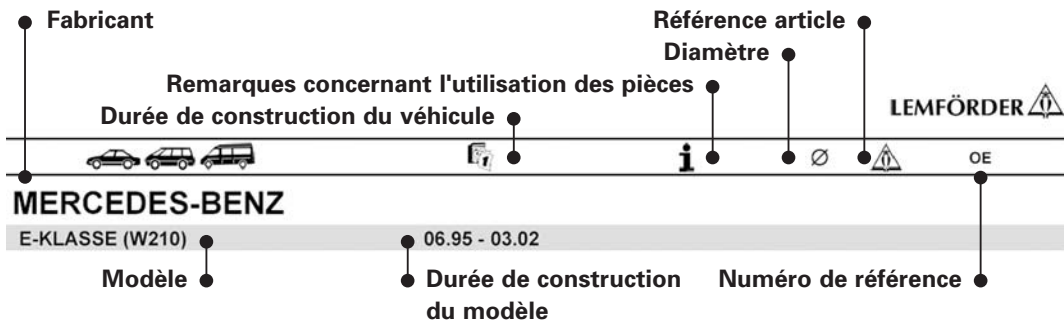 Fabricant
Référence article
Diamètre
Remarques concernant l'utilisation des pièces
Durée de construction du véhicule
LEMFÖRDER
1 i Ø OE
MERCEDES-BENZ
E-KLASSE (W210) 06.95 - 03.02
Modèle
Durée de construction
du modèle
Numéro de référence